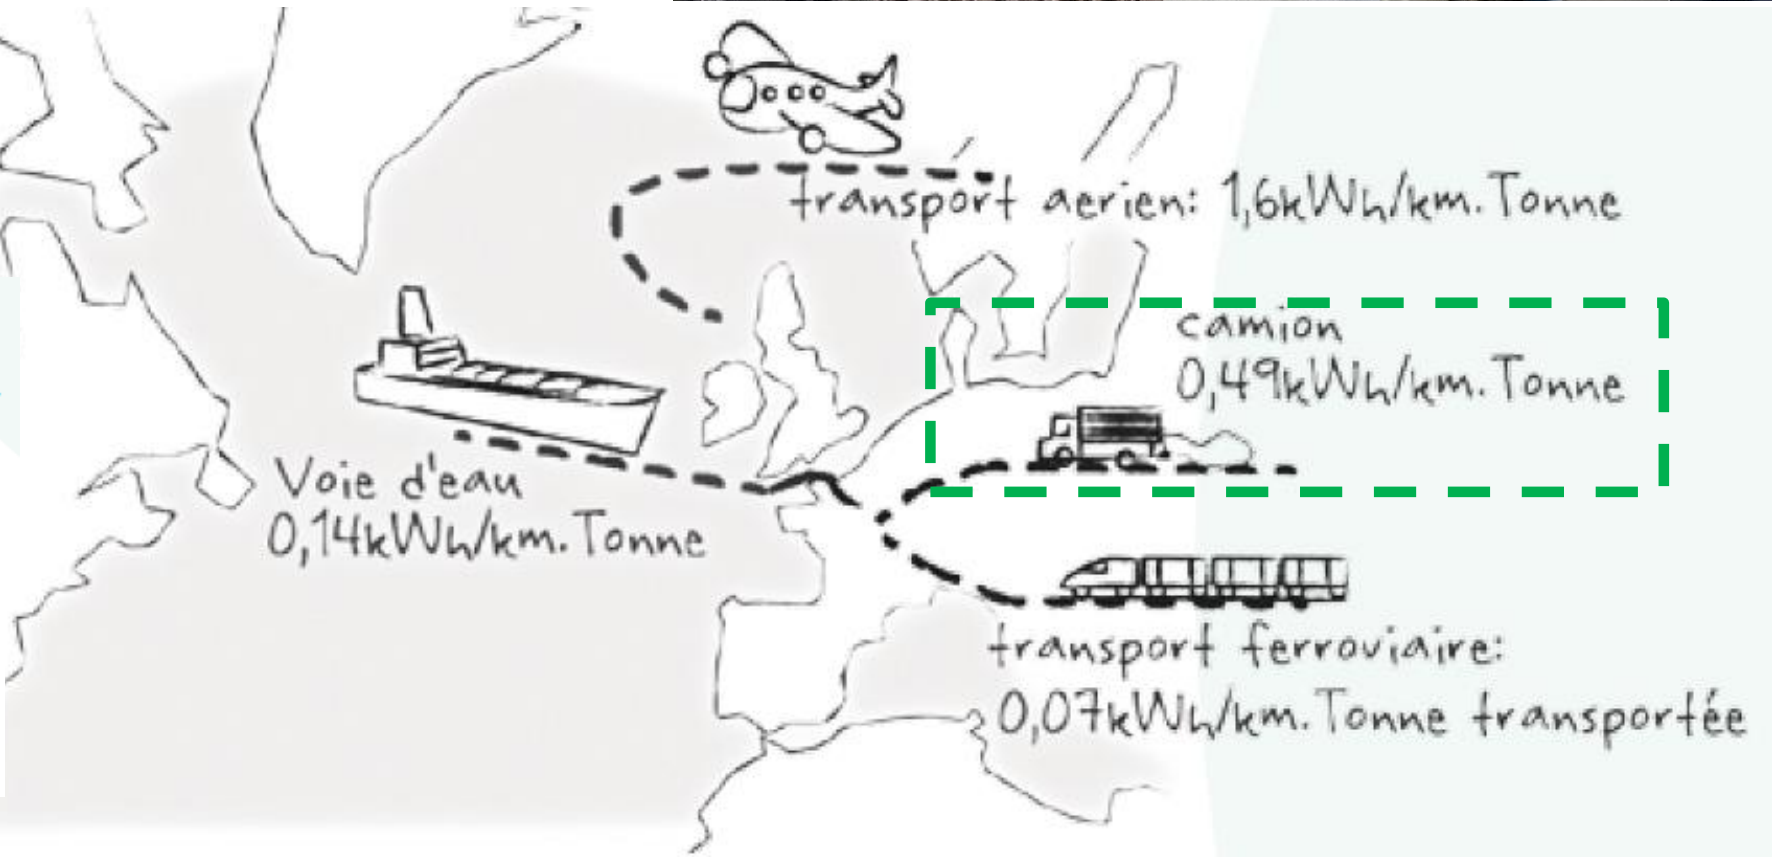 transport aerien: 1,6kWh/km.Tonne
camion
0,49kWh/km.Tonne
Voie d'eau
0,14kWh/km.Tonne
transport ferroviaire:
0,07kWh/km.Tonne transportée